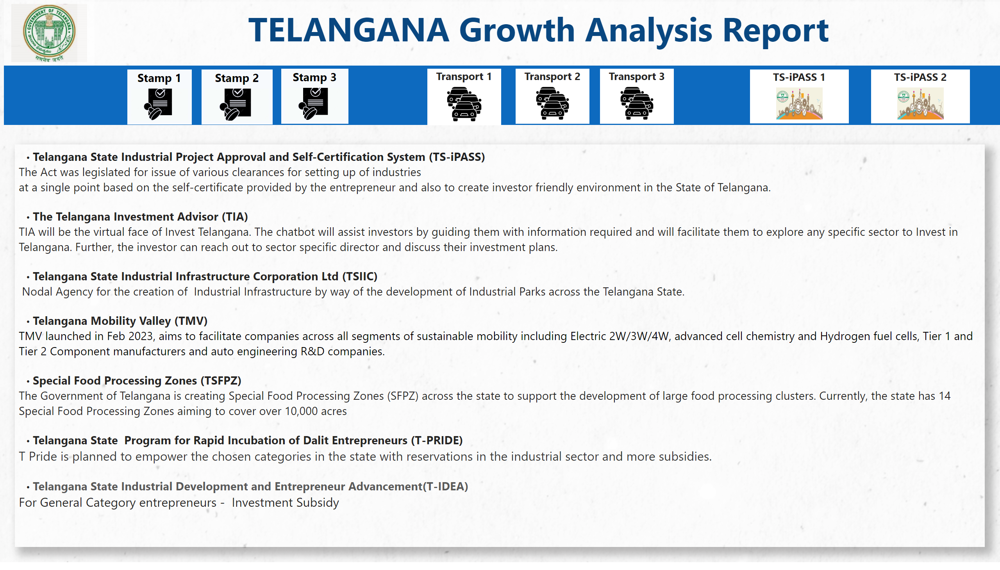 GOVERNMENT OF TELANGANA
सत्यमेव जयते
TELANGANA Growth Analysis Report
Stamp 1
Stamp 2
Stamp 3
Transport 1
Transport 2
Transport 3
TS-iPASS 1
TS-iPASS 2
• Telangana State Industrial Project Approval and Self-Certification System (TS-iPASS)
The Act was legislated for issue of various clearances for setting up of industries
at a single point based on the self-certificate provided by the entrepreneur and also to create investor friendly environment in the State of Telangana.
• The Telangana Investment Advisor (TIA)
TIA will be the virtual face of Invest Telangana. The chatbot will assist investors by guiding them with information required and will facilitate them to explore any specific sector to Invest in
Telangana. Further, the investor can reach out to sector specific director and discuss their investment plans.
• Telangana State Industrial Infrastructure Corporation Ltd (TSIIC)
Nodal Agency for the creation of  Industrial Infrastructure by way of the development of Industrial Parks across the Telangana State.
• Telangana Mobility Valley (TMV)
TMV launched in Feb 2023, aims to facilitate companies across all segments of sustainable mobility including Electric 2W/3W/4W, advanced cell chemistry and Hydrogen fuel cells, Tier 1 and
Tier 2 Component manufacturers and auto engineering R&D companies.
• Special Food Processing Zones (TSFPZ)
The Government of Telangana is creating Special Food Processing Zones (SFPZ) across the state to support the development of large food processing clusters. Currently, the state has 14
Special Food Processing Zones aiming to cover over 10,000 acres
• Telangana State  Program for Rapid Incubation of Dalit Entrepreneurs (T-PRIDE)
T Pride is planned to empower the chosen categories in the state with reservations in the industrial sector and more subsidies.
• Telangana State Industrial Development and Entrepreneur Advancement(T-IDEA)
For General Category entrepreneurs -  Investment Subsidy